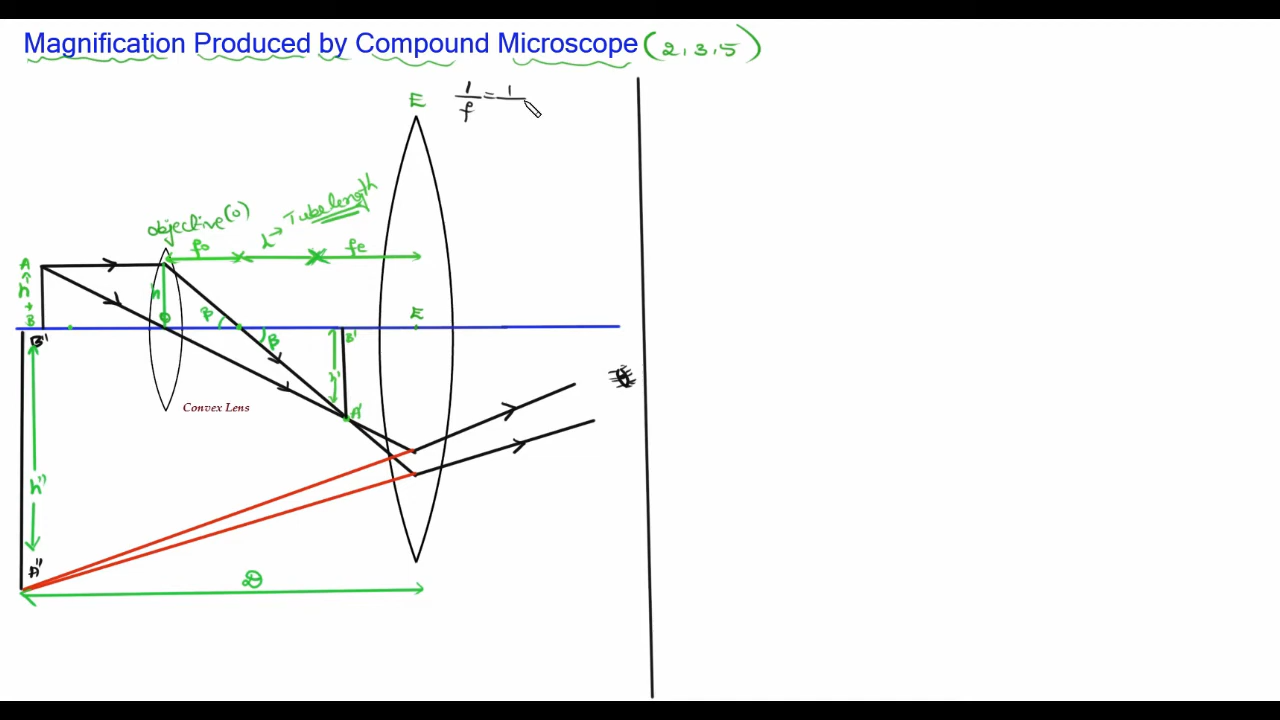 Magnification Produced by Compound Microscope (2,3,5)
E
1/f = 1/
objective(o)
Tube length
fo
L
fe
A
h
B
h
O
β
β
E
B''
B'
h'
A'
Convex Lens
h''
A''
D